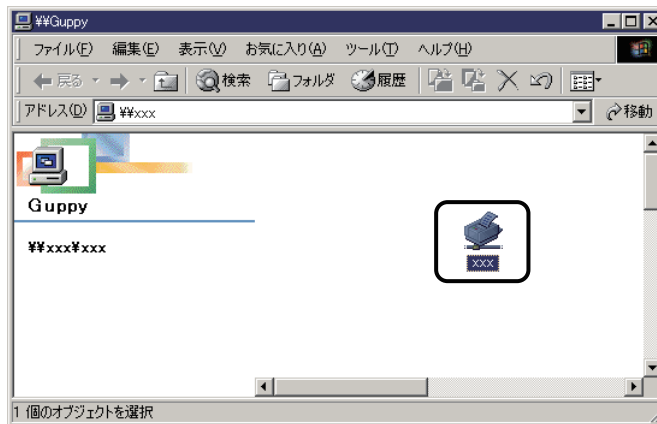 ¥¥Guppy
ファイル(F) 編集(E) 表示(V) お気に入り(A) ツール(T) ヘルプ(H)
戻る 検索 フォルダ 履歴
アドレス(D) ¥¥xxx 移動
Guppy
¥¥xxx¥xxx
xxx
1 個のオブジェクトを選択